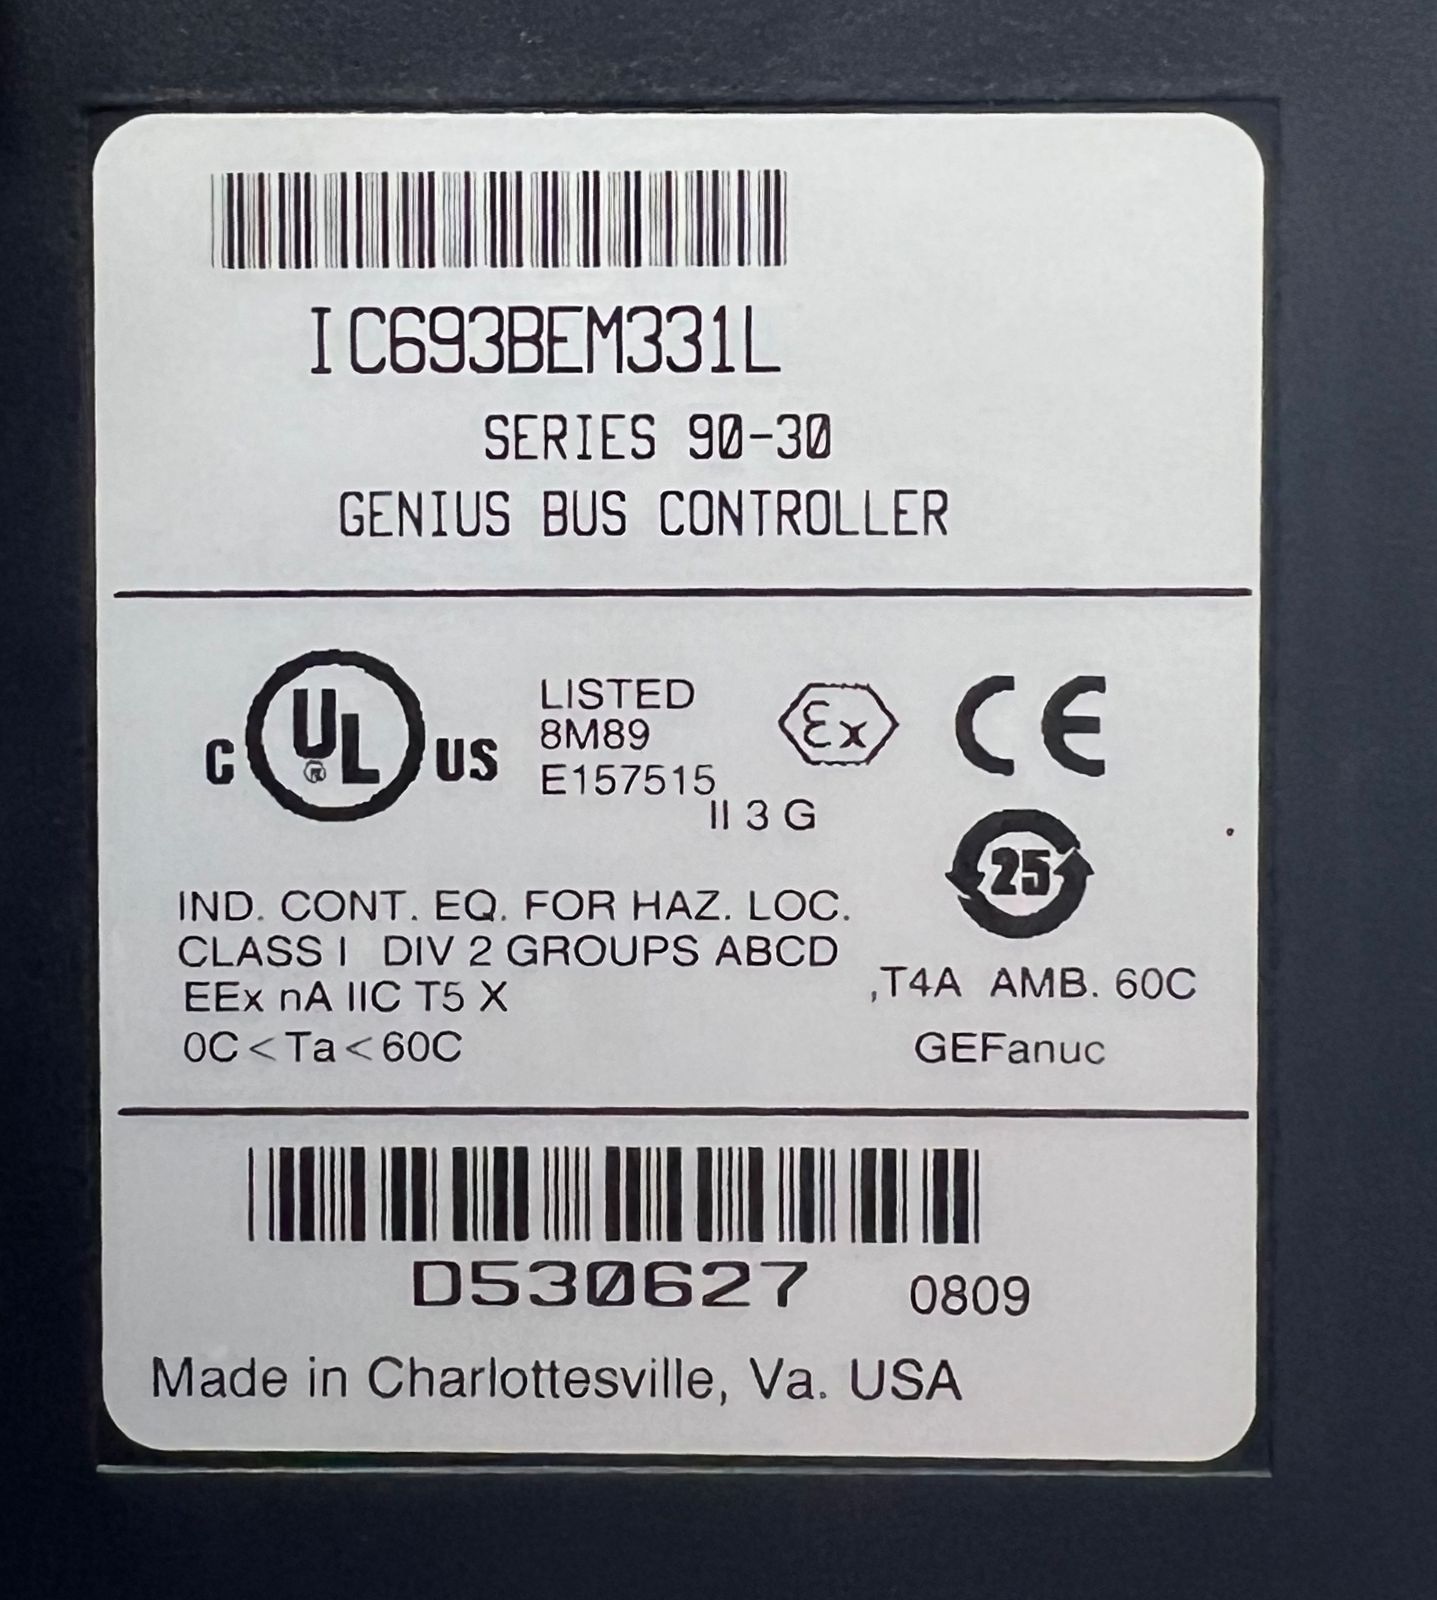 IC693BEM331L
SERIES 90-30
GENIUS BUS CONTROLLER
C UL US
LISTED
8M89
E157515
Ex
CE
II 3 G
25
IND. CONT. EQ. FOR HAZ. LOC.
CLASS I DIV 2 GROUPS ABCD
,T4A AMB. 60C
EEx nA IIC T5 X
0C<Ta<60C
GEFanuc
D530627 0809
Made in Charlottesville, Va. USA